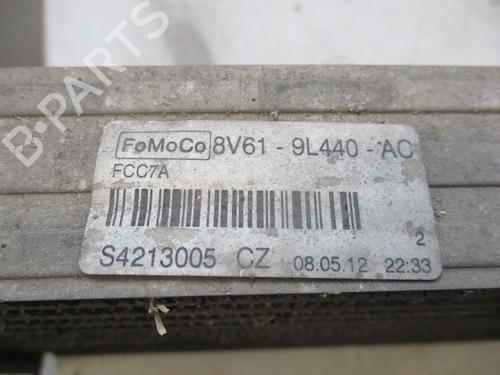 B-PARTS
FoMoCo 8V61 - 9L440 - AC
FCC7A
2
S4213005 CZ 08.05.12 22:33